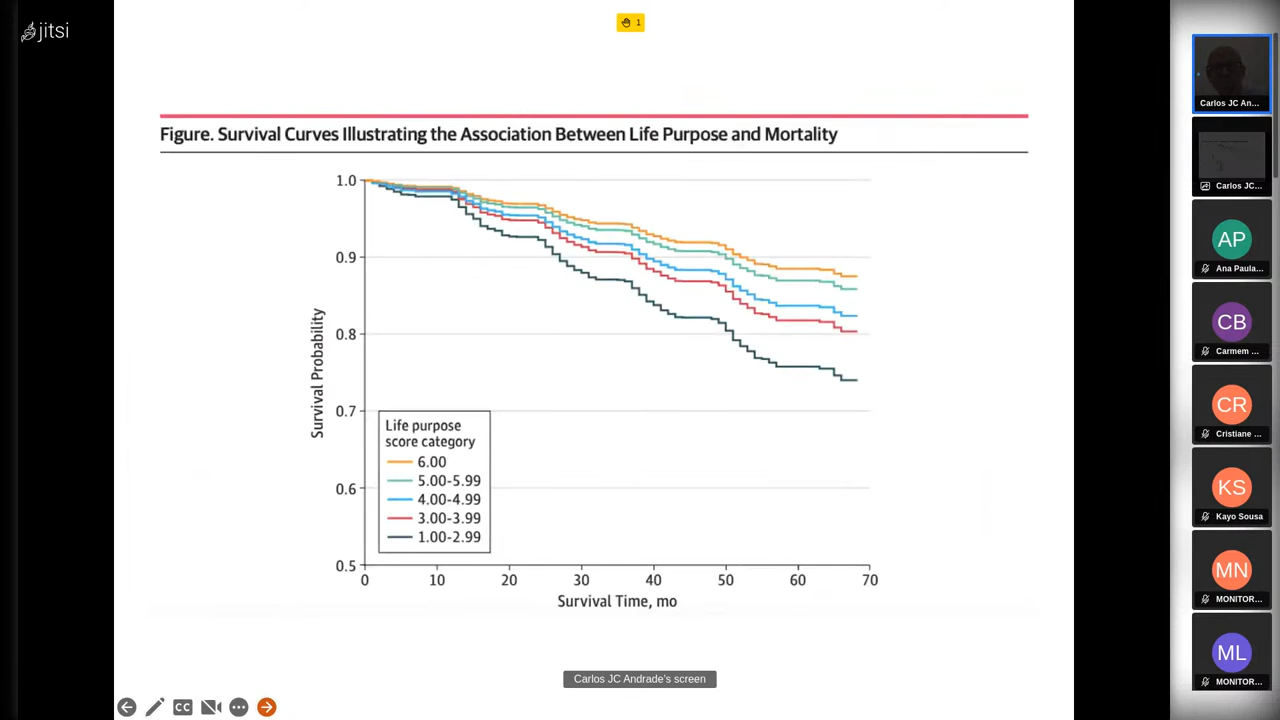 jitsi
1
Figure. Survival Curves Illustrating the Association Between Life Purpose and Mortality
1.0
0.9
0.8
0.7
0.6
0.5
Survival Probability
Life purpose
score category
6.00
5.00-5.99
4.00-4.99
3.00-3.99
1.00-2.99
0 10 20 30 40 50 60 70
Survival Time, mo
Carlos JC Andrade's screen
CC
Carlos JC An...
Carlos JC...
AP
Ana Paula...
CB
Carmem ...
CR
Cristiane ...
KS
Kayo Sousa
MN
MONITOR...
ML
MONITOR...